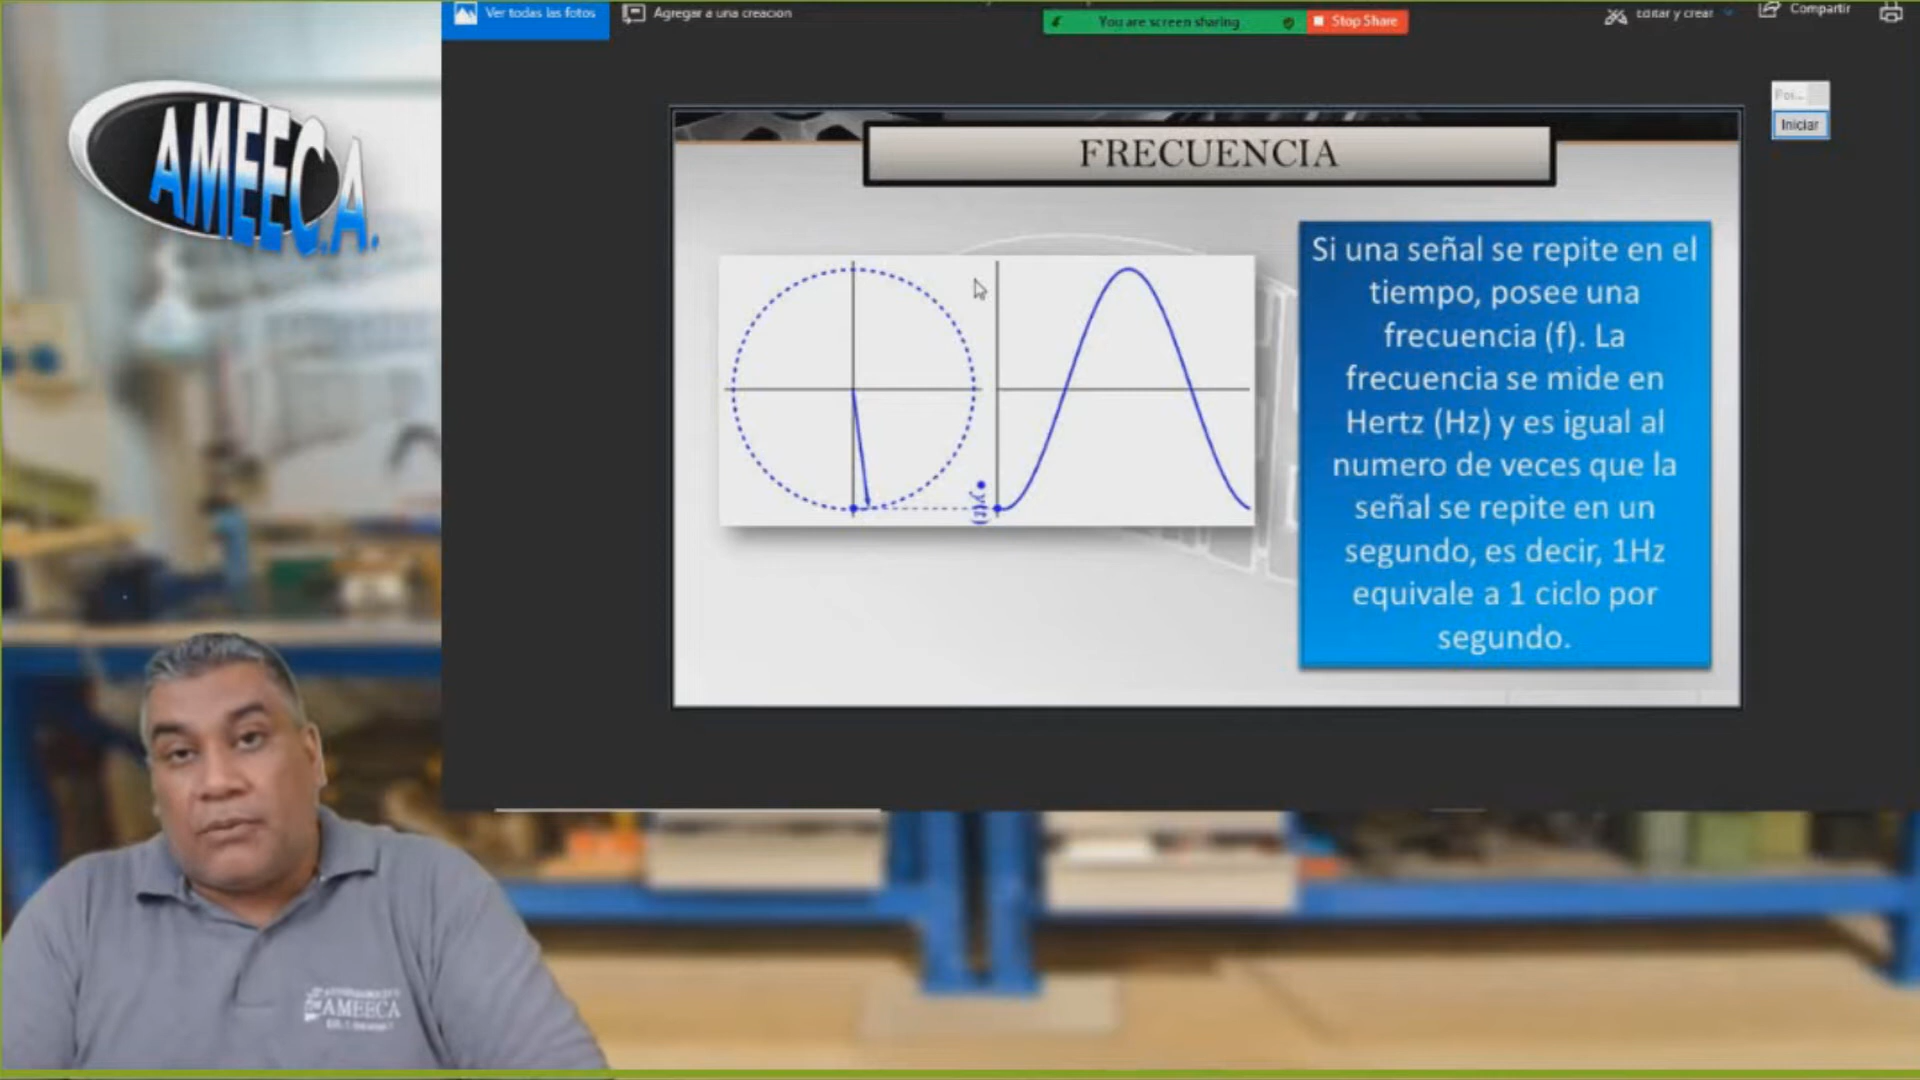 Ver todas las fotos
Agregar a una creación
You are screen sharing
Stop Share
Editar y crear
Compartir
AMEEC.A.
Iniciar
FRECUENCIA
Si una señal se repite en el
tiempo, posee una
frecuencia (f). La
frecuencia se mide en
Hertz (Hz) y es igual al
numero de veces que la
señal se repite en un
segundo, es decir, 1Hz
equivale a 1 ciclo por
segundo.
y(t)
AMEECA